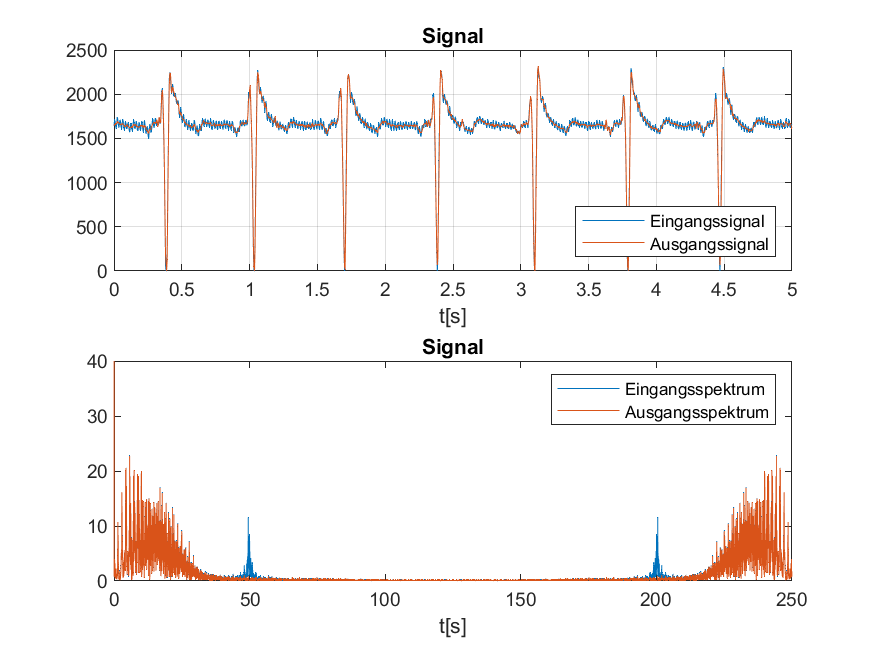 Signal
2500
2000
1500
1000
500
0
Eingangssignal
Ausgangssignal
0 0.5 1 1.5 2 2.5 3 3.5 4 4.5 5
t[s]
Signal
40
30
20
10
0
Eingangsspektrum
Ausgangsspektrum
0 50 100 150 200 250
t[s]